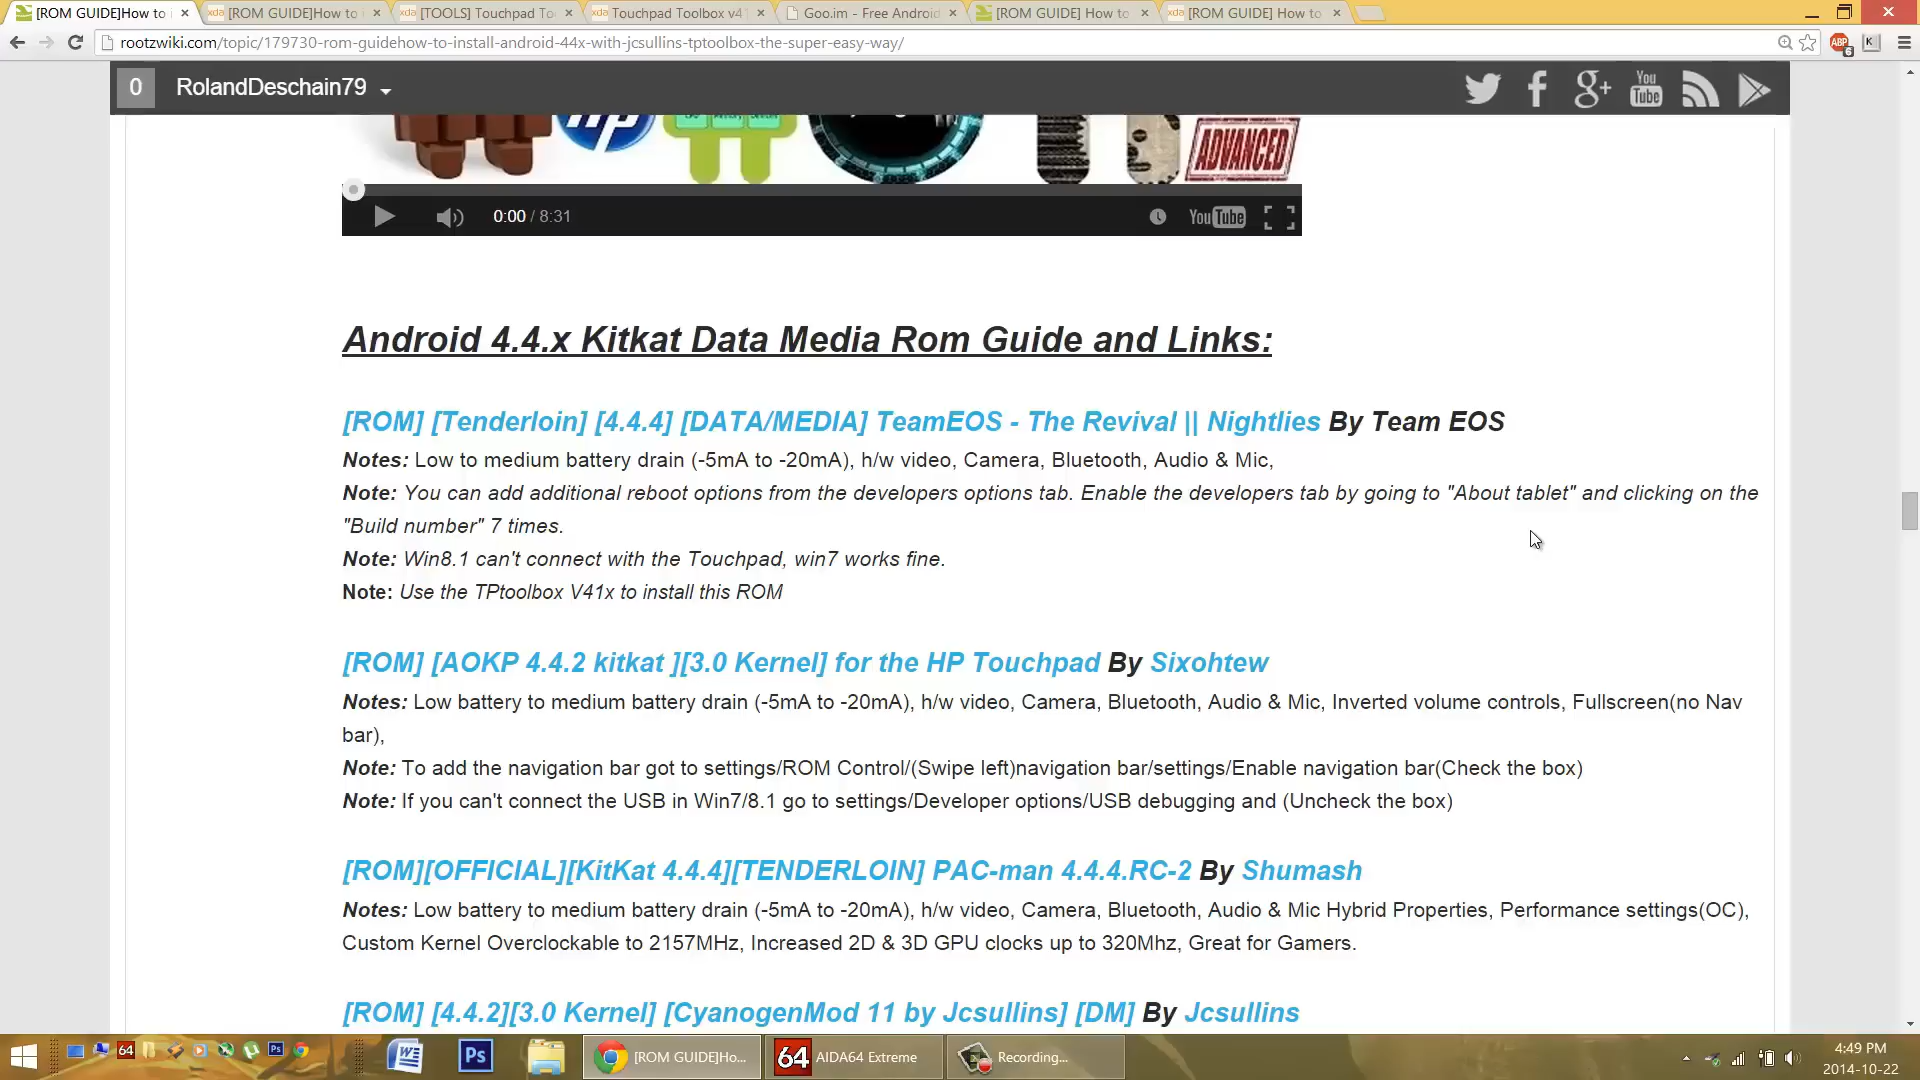 [ROM GUIDE]How to i
[ROM GUIDE]How to i
[TOOLS] Touchpad To
Touchpad Toolbox v41
Goo.im - Free Android
[ROM GUIDE] How to
[ROM GUIDE] How to
rootzwiki.com/topic/179730-rom-guidehow-to-install-android-44x-with-jcsullins-tptoolbox-the-super-easy-way/
ABP
6
K
0
RolandDeschain79
You
Tube
g+
f
hp
ADVANCED
0:00 / 8:31
YouTube
Android 4.4.x Kitkat Data Media Rom Guide and Links:
[ROM] [Tenderloin] [4.4.4] [DATA/MEDIA] TeamEOS - The Revival || Nightlies By Team EOS
Notes: Low to medium battery drain (-5mA to -20mA), h/w video, Camera, Bluetooth, Audio & Mic,
Note: You can add additional reboot options from the developers options tab. Enable the developers tab by going to "About tablet" and clicking on the
"Build number" 7 times.
Note: Win8.1 can't connect with the Touchpad, win7 works fine.
Note: Use the TPtoolbox V41x to install this ROM
[ROM] [AOKP 4.4.2 kitkat ][3.0 Kernel] for the HP Touchpad By Sixohtew
Notes: Low battery to medium battery drain (-5mA to -20mA), h/w video, Camera, Bluetooth, Audio & Mic, Inverted volume controls, Fullscreen(no Nav
bar),
Note: To add the navigation bar got to settings/ROM Control/(Swipe left)navigation bar/settings/Enable navigation bar(Check the box)
Note: If you can't connect the USB in Win7/8.1 go to settings/Developer options/USB debugging and (Uncheck the box)
[ROM][OFFICIAL][KitKat 4.4.4][TENDERLOIN] PAC-man 4.4.4.RC-2 By Shumash
Notes: Low battery to medium battery drain (-5mA to -20mA), h/w video, Camera, Bluetooth, Audio & Mic Hybrid Properties, Performance settings(OC),
Custom Kernel Overclockable to 2157MHz, Increased 2D & 3D GPU clocks up to 320Mhz, Great for Gamers.
[ROM] [4.4.2][3.0 Kernel] [CyanogenMod 11 by Jcsullins] [DM] By Jcsullins
64
Ps
W
Ps
[ROM GUIDE]Ho...
64
AIDA64 Extreme
Recording...
4:49 PM
2014-10-22